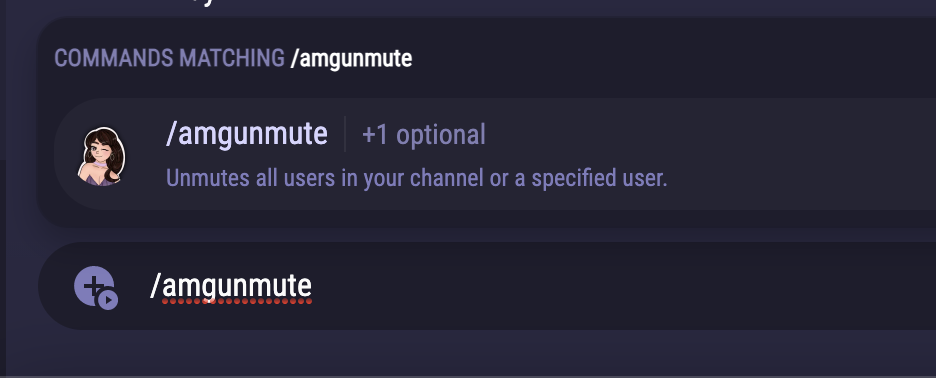 COMMANDS MATCHING /amgunmute
/amgunmute +1 optional
Unmutes all users in your channel or a specified user.
/amgunmute